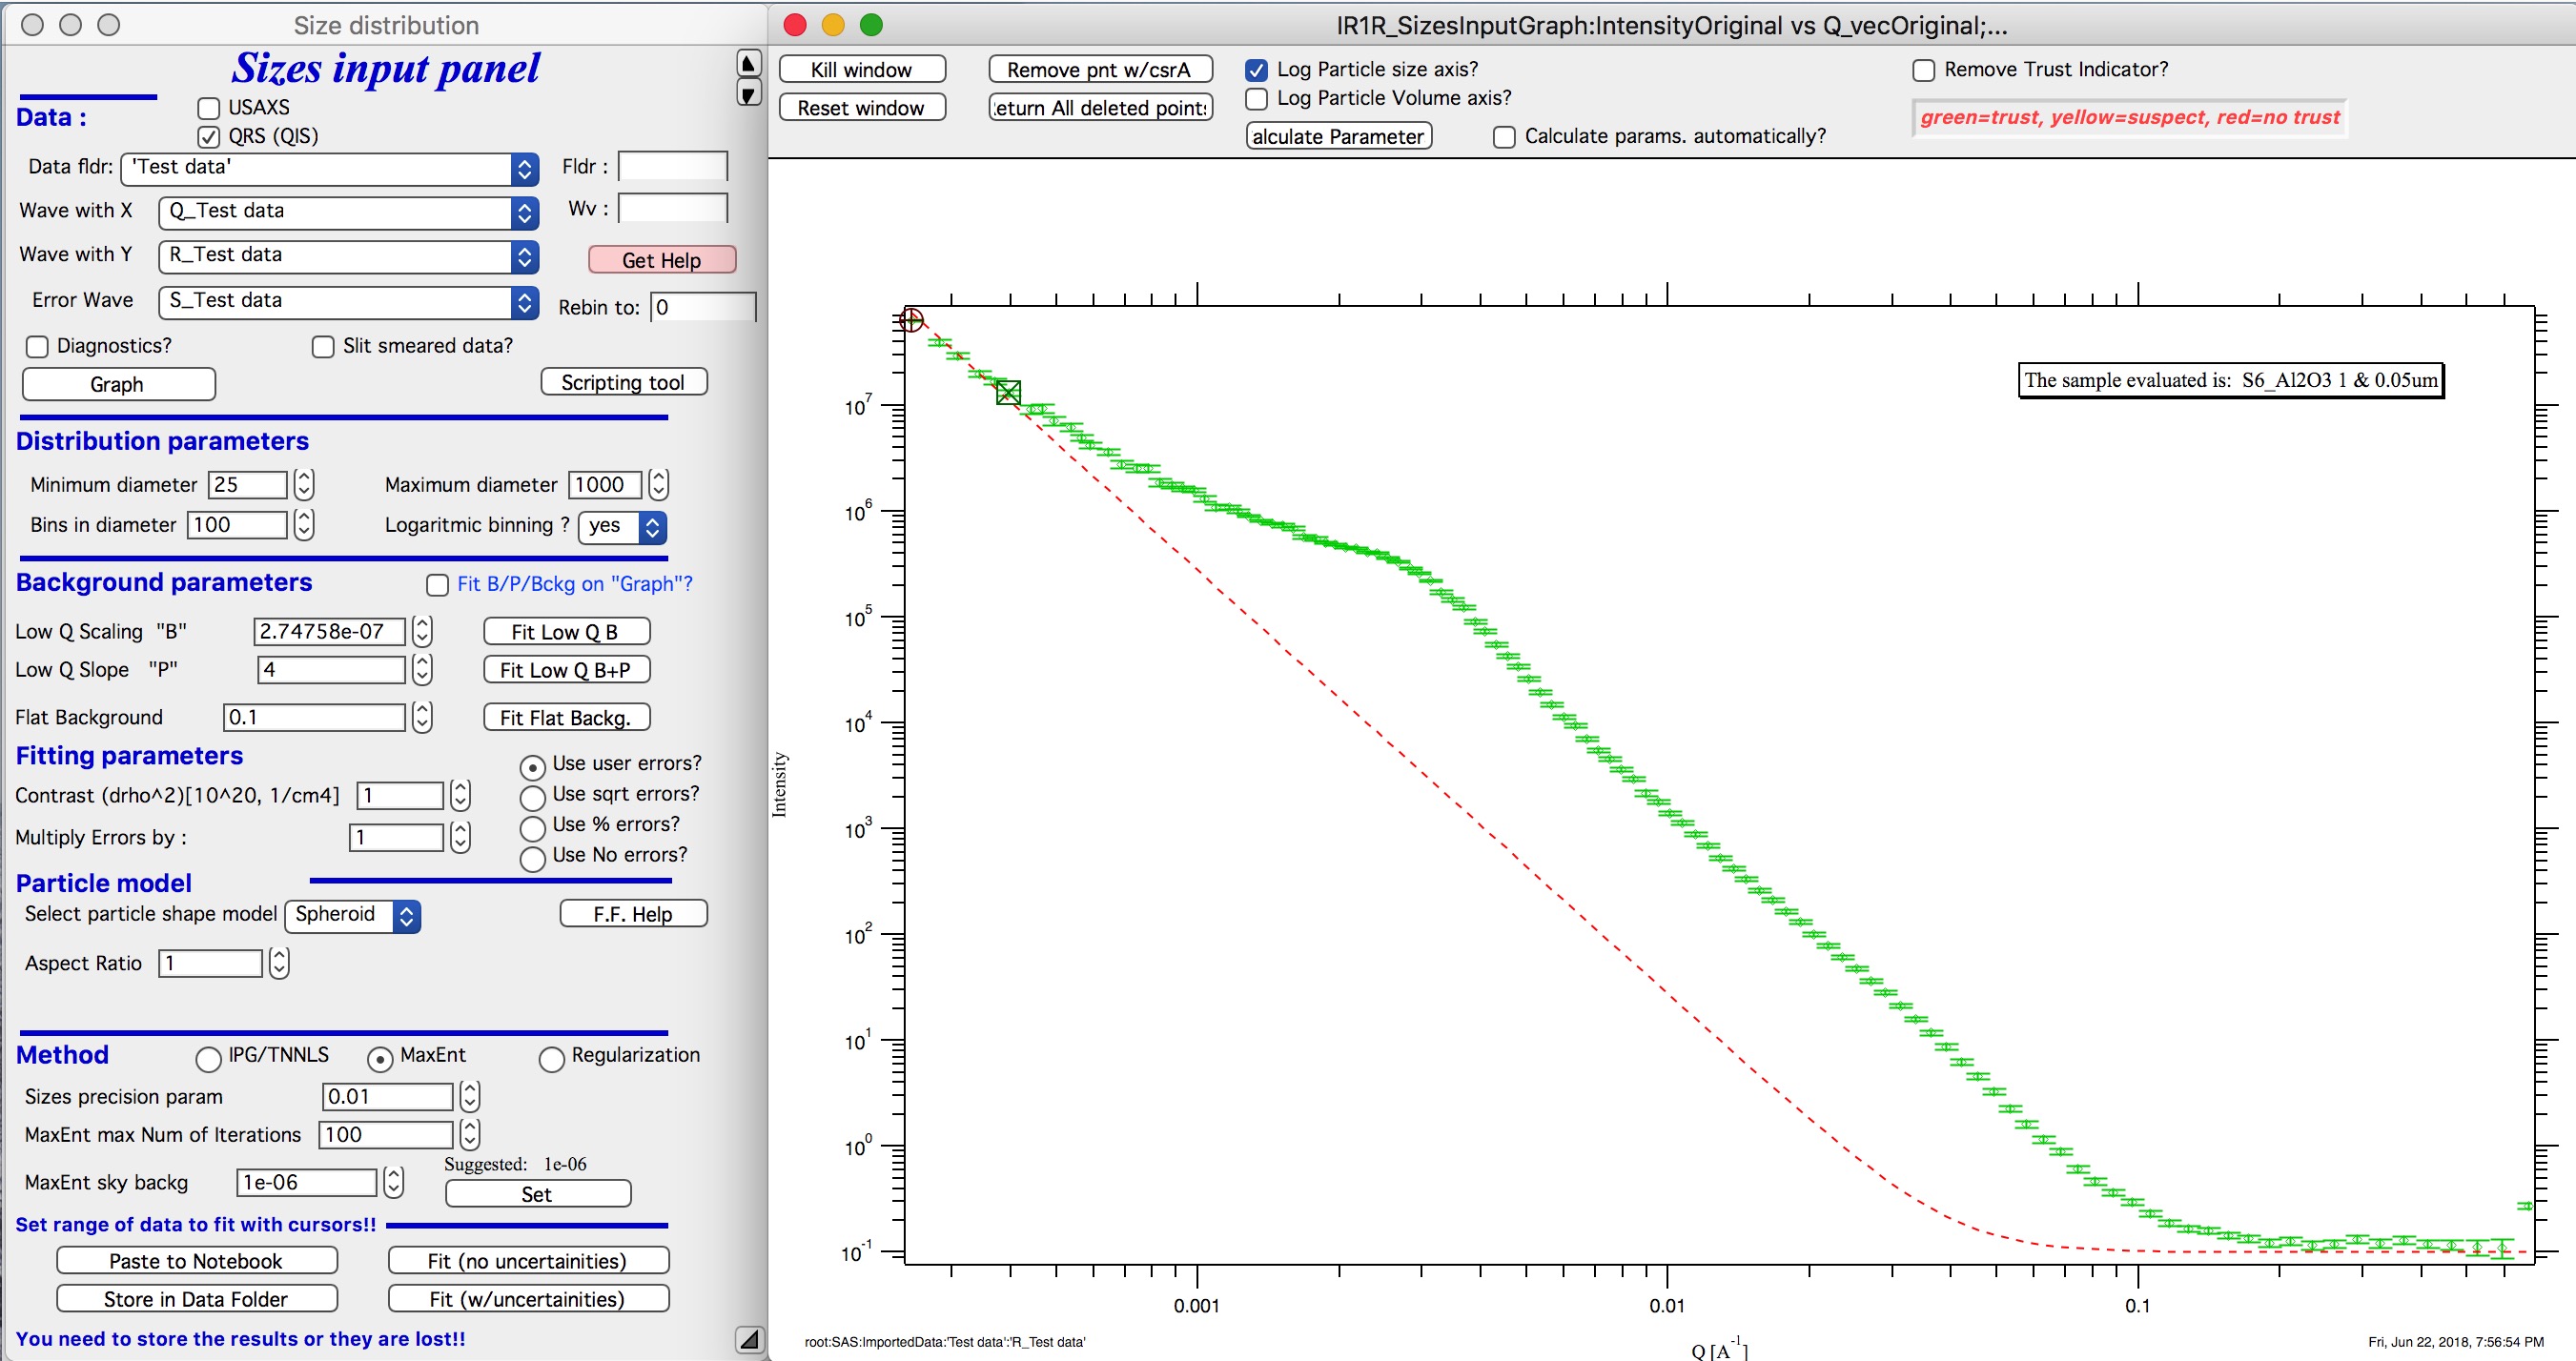 Size distribution
Sizes input panel
Data :
USAXS
QRS (QIS)
Data fldr: 'Test data' Fldr :
Wave with X Q_Test data Wv :
Wave with Y R_Test data Get Help
Error Wave S_Test data Rebin to: 0
Diagnostics? Slit smeared data?
Graph Scripting tool
Distribution parameters
Minimum diameter 25 Maximum diameter 1000
Bins in diameter 100 Logaritmic binning ? yes
Background parameters Fit B/P/Bckg on "Graph"?
Low Q Scaling "B" 2.74758e-07 Fit Low Q B
Low Q Slope "P" 4 Fit Low Q B+P
Flat Background 0.1 Fit Flat Backg.
Fitting parameters
Use user errors?
Contrast (drho^2)[10^20, 1/cm4] 1 Use sqrt errors?
Multiply Errors by : 1 Use % errors?
Use No errors?
Particle model
Select particle shape model Spheroid F.F. Help
Aspect Ratio 1
Method IPG/TNNLS MaxEnt Regularization
Sizes precision param 0.01
MaxEnt max Num of Iterations 100
Suggested: 1e-06
MaxEnt sky backg 1e-06 Set
Set range of data to fit with cursors!!
Paste to Notebook Fit (no uncertainities)
Store in Data Folder Fit (w/uncertainities)
You need to store the results or they are lost!!
IR1R_SizesInputGraph:IntensityOriginal vs Q_vecOriginal;...
Kill window Remove pnt w/csrA Log Particle size axis? Remove Trust Indicator?
Reset window eturn All deleted point: Log Particle Volume axis?
green=trust, yellow=suspect, red=no trust
alculate Parameter Calculate params. automatically?
The sample evaluated is: S6_Al2O3 1 & 0.05um
10^7
10^6
10^5
10^4
10^3
10^2
10^1
10^0
10^-1
Intensity
0.001 0.01 0.1
Q [A^-1]
root:SAS:ImportedData:'Test data':'R_Test data'
Fri, Jun 22, 2018, 7:56:54 PM